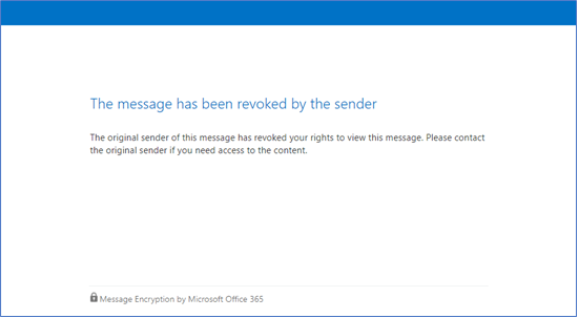 The message has been revoked by the sender
The original sender of this message has revoked your rights to view this message. Please contact
the original sender if you need access to the content.
Message Encryption by Microsoft Office 365